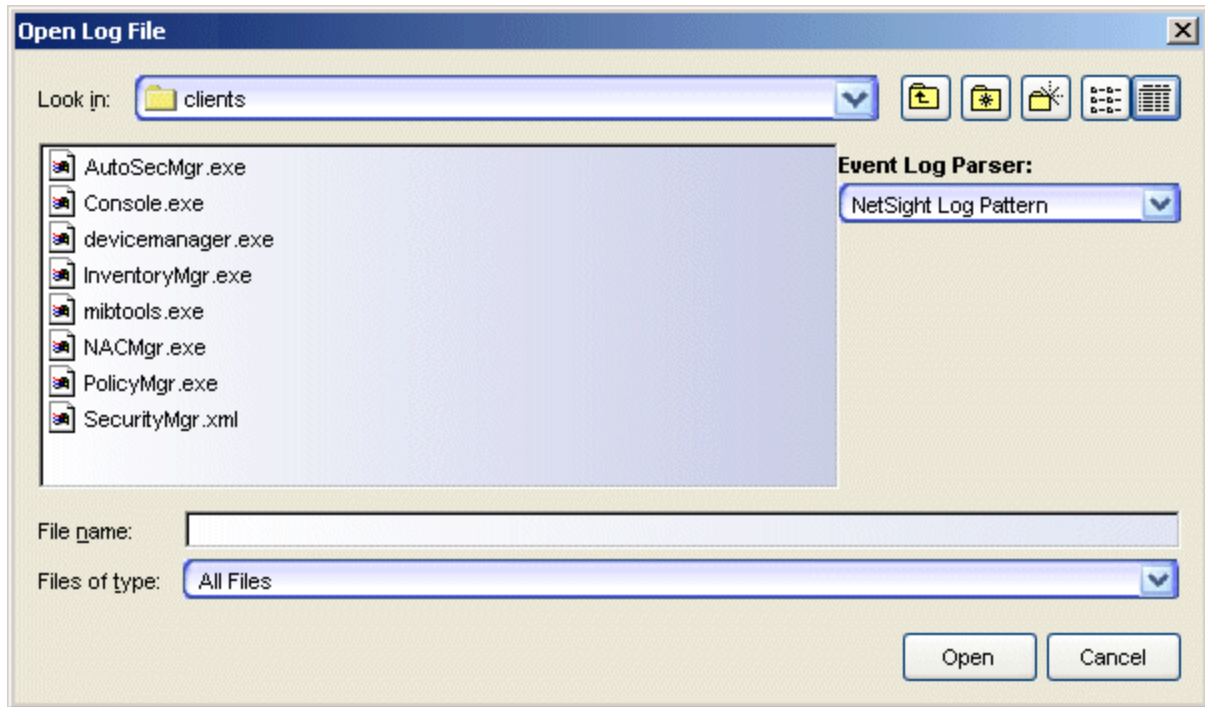 Open Log File
Look in: clients
AutoSecMgr.exe
Console.exe
devicemanager.exe
InventoryMgr.exe
mibtools.exe
NACMgr.exe
PolicyMgr.exe
SecurityMgr.xml
Event Log Parser:
NetSight Log Pattern
File name:
Files of type: All Files
Open Cancel